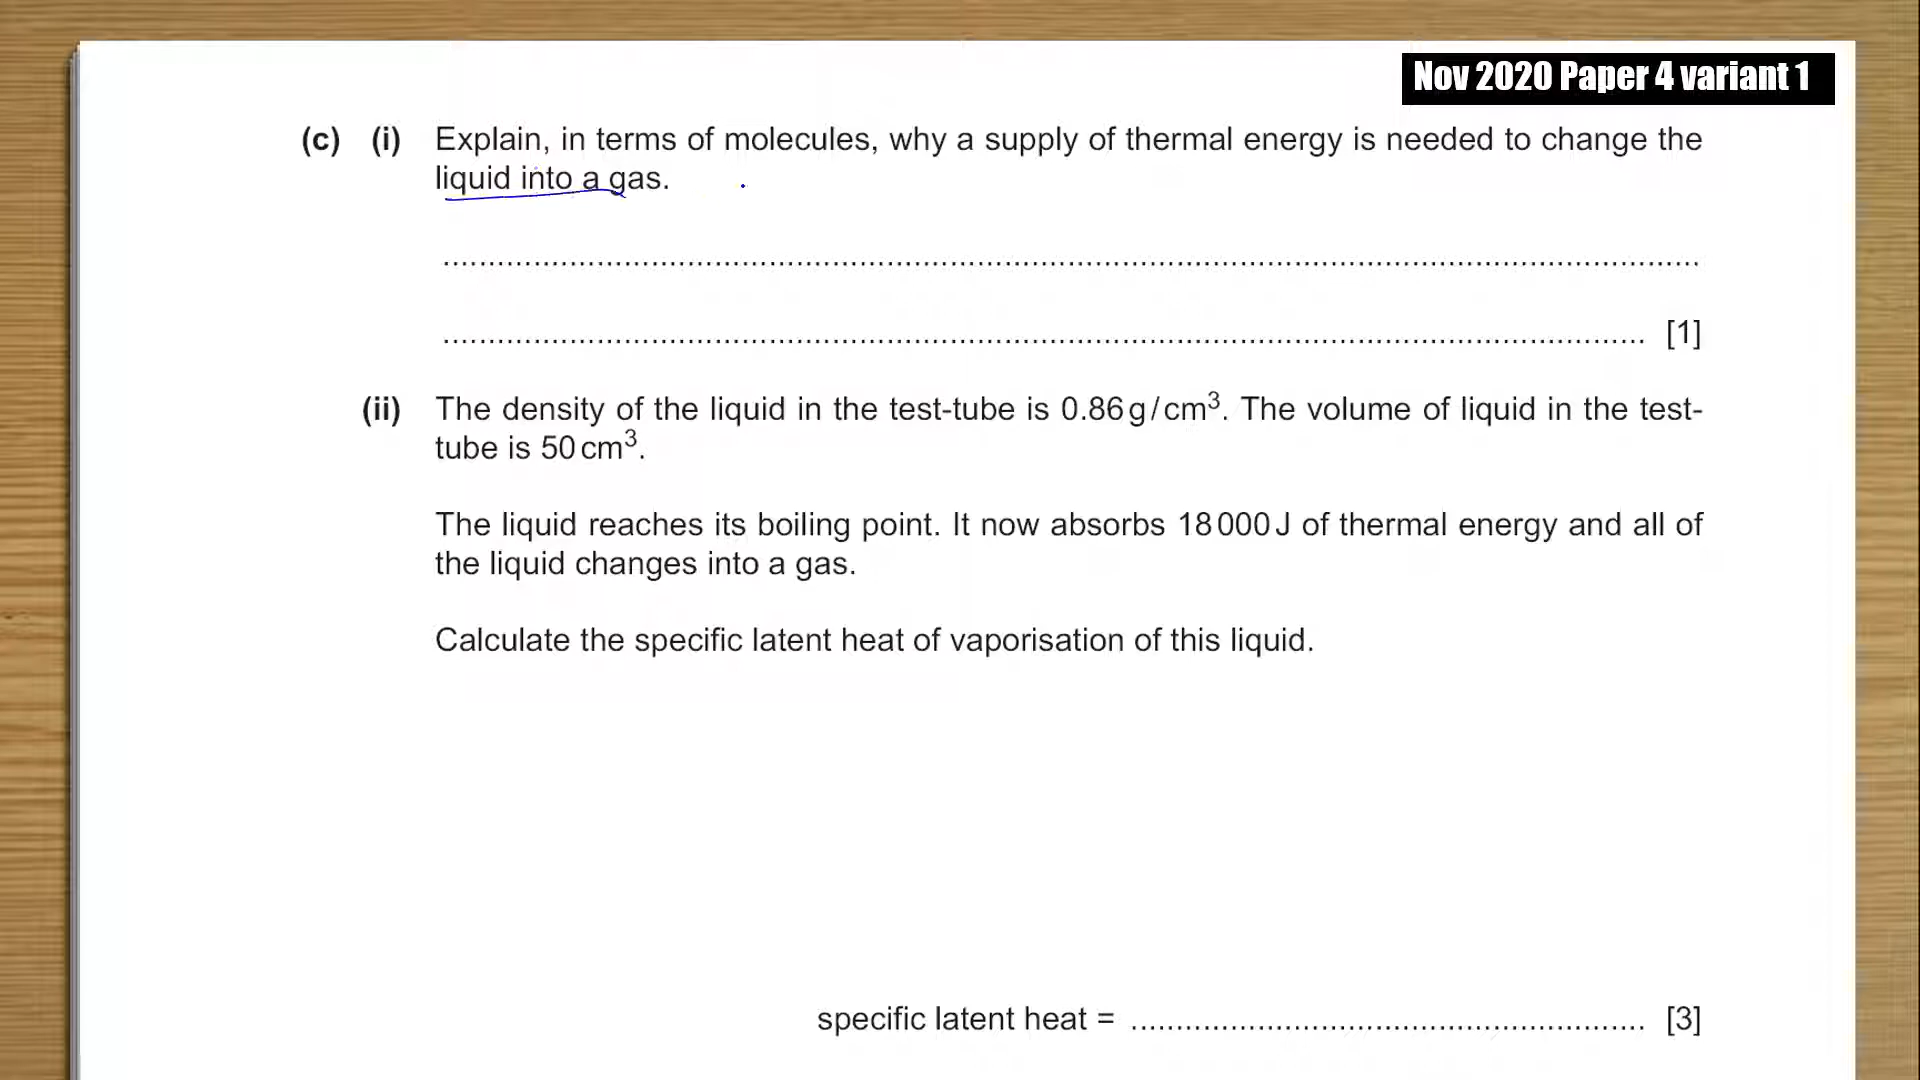 Nov 2020 Paper 4 variant 1
(c) (i) Explain, in terms of molecules, why a supply of thermal energy is needed to change the
liquid into a gas.
..........................................................................................................................................
.................................................................................................................................... [1]
(ii) The density of the liquid in the test-tube is 0.86 g/cm³. The volume of liquid in the test-
tube is 50 cm³.
The liquid reaches its boiling point. It now absorbs 18 000 J of thermal energy and all of
the liquid changes into a gas.
Calculate the specific latent heat of vaporisation of this liquid.
specific latent heat = ......................................................... [3]